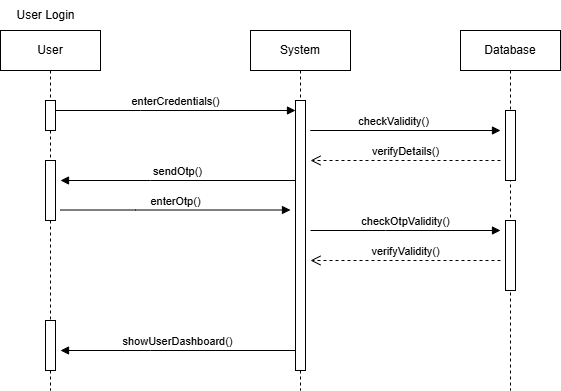 User Login
User
System
Database
enterCredentials()
checkValidity()
verifyDetails()
sendOtp()
enterOtp()
checkOtpValidity()
verifyValidity()
showUserDashboard()